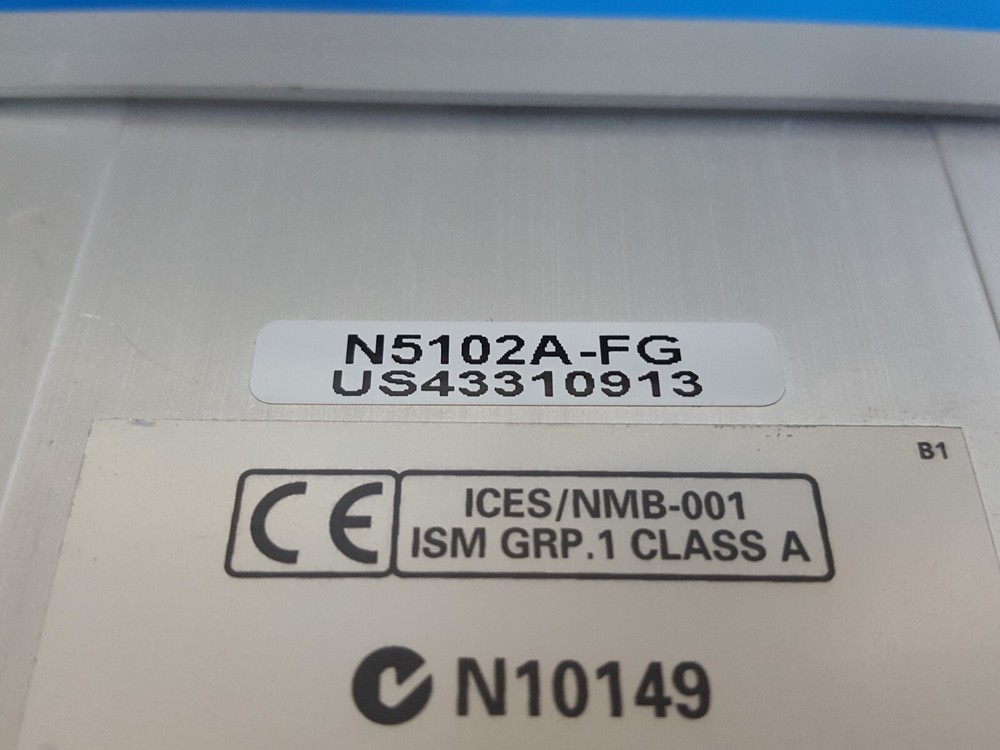 N5102A-FG
US43310913
B1
CE
ICES/NMB-001
ISM GRP.1 CLASS A
N10149